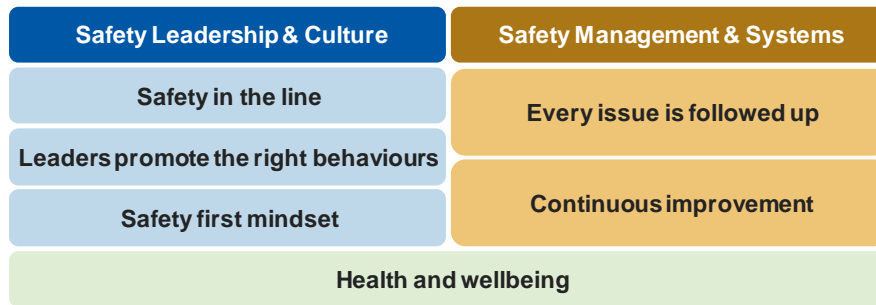 Safety Leadership & Culture
Safety in the line
Leaders promote the right behaviours
Safety first mindset
Safety Management & Systems
Every issue is followed up
Continuous improvement
Health and wellbeing